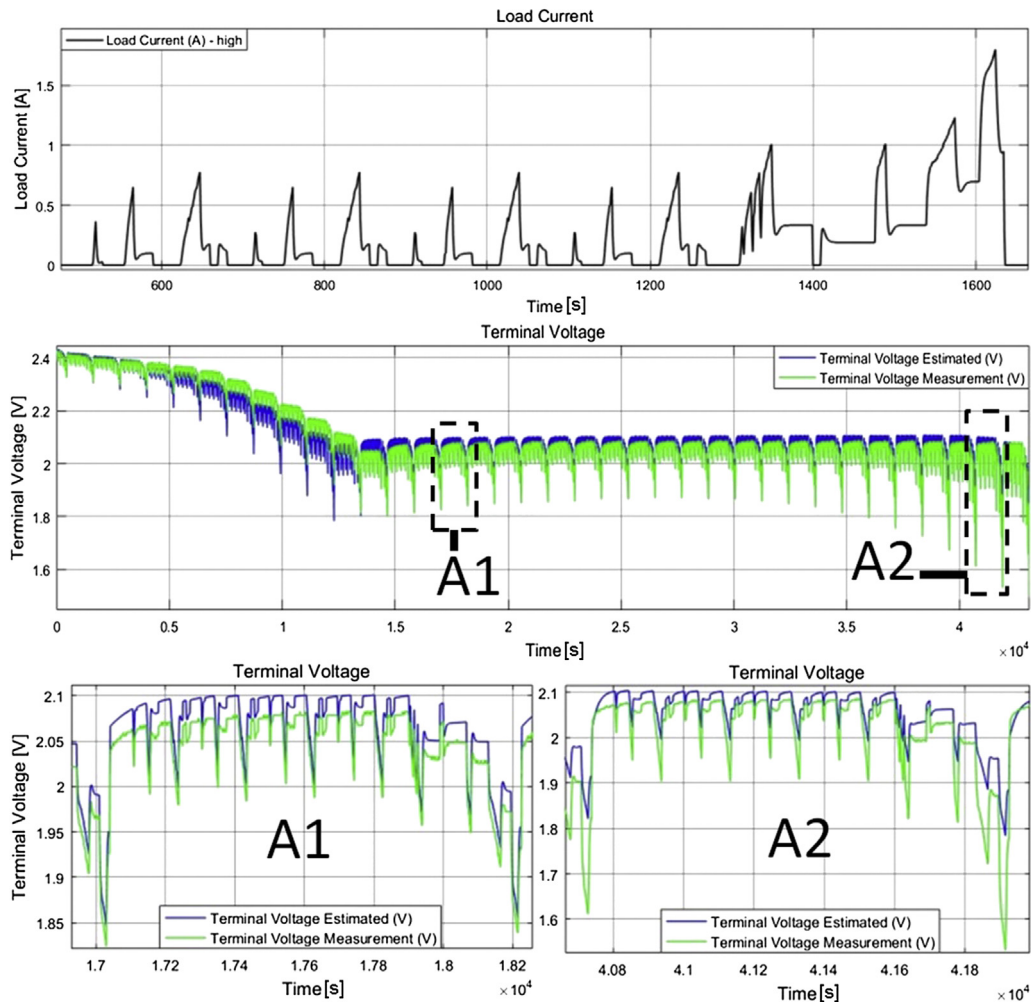 Load Current
Load Current (A) - high
Load Current [A]
1.5
1
0.5
0
600
800
1000
1200
1400
1600
Time [s]
Terminal Voltage
Terminal Voltage Estimated (V)
Terminal Voltage Measurement (V)
Terminal Voltage [V]
2.4
2.2
2
1.8
1.6
A1
A2
0
0.5
1
1.5
2
2.5
3
3.5
4
Time [s]
×10⁴
Terminal Voltage
Terminal Voltage [V]
2.1
2.05
2
1.95
1.9
1.85
A1
Terminal Voltage Estimated (V)
Terminal Voltage Measurement (V)
1.7
1.72
1.74
1.76
1.78
1.8
1.82
Time [s]
×10⁴
Terminal Voltage
2.1
2
1.9
1.8
1.7
1.6
A2
Terminal Voltage Estimated (V)
Terminal Voltage Measurement (V)
4.08
4.1
4.12
4.14
4.16
4.18
Time [s]
×10⁴